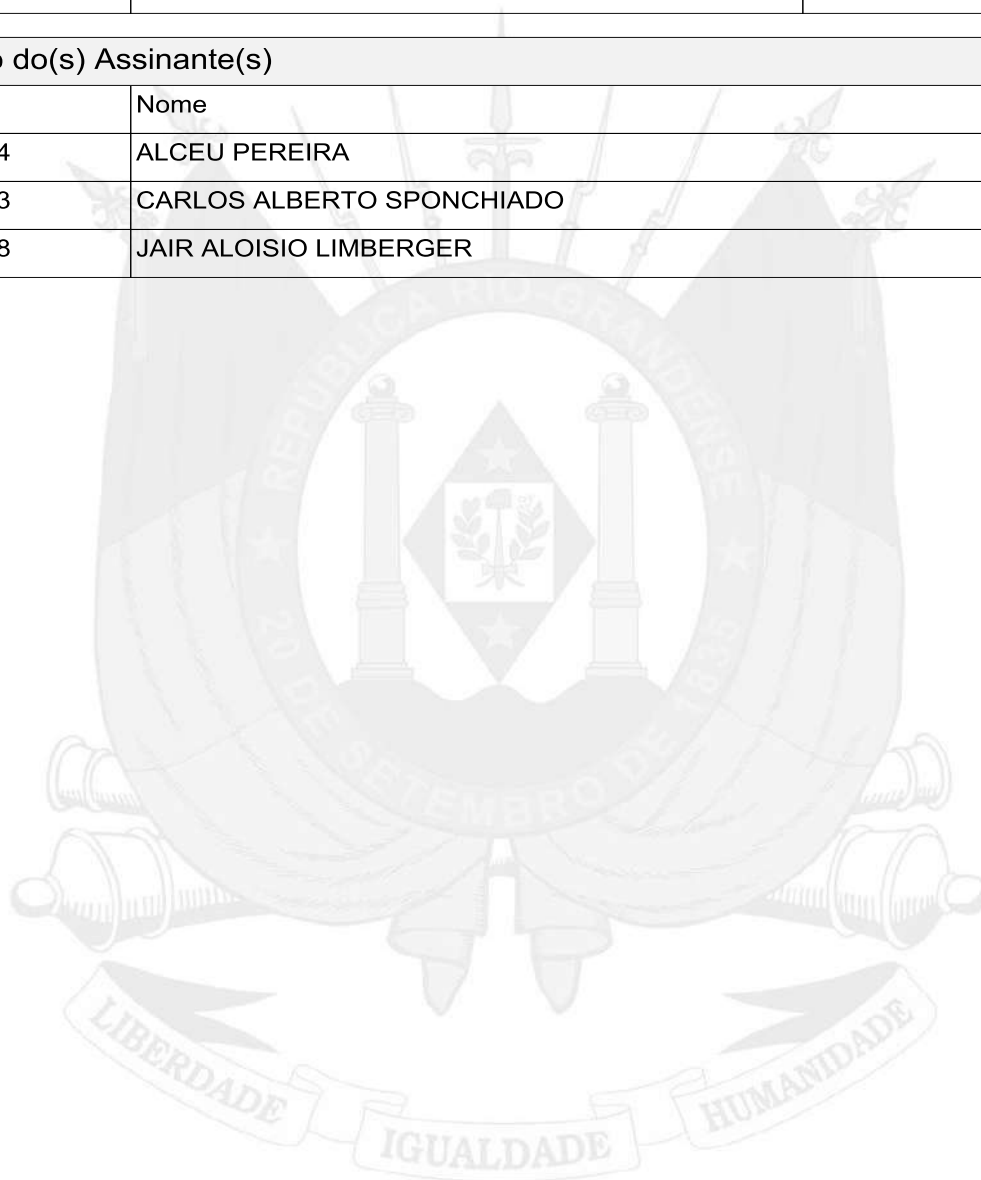 o do(s) Assinante(s)
Nome
4 ALCEU PEREIRA
3 CARLOS ALBERTO SPONCHIADO
8 JAIR ALOISIO LIMBERGER
REPÚBLICA RIO-GRANDENSE
20 DE SETEMBRO DE 1835
LIBERDADE IGUALDADE HUMANIDADE